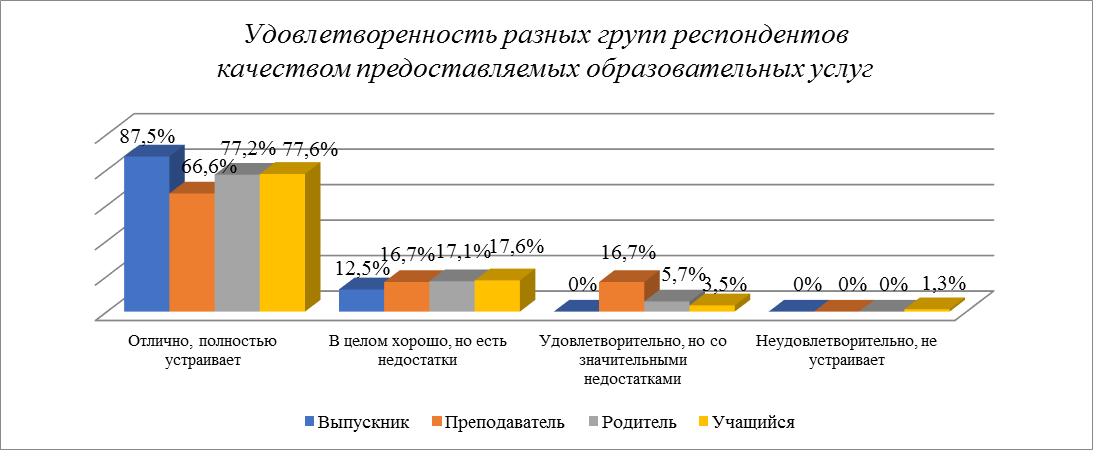 Удовлетворенность разных групп респондентов
качеством предоставляемых образовательных услуг
87,5%
66,6%
77,2%
77,6%
12,5%
16,7%
17,1%
17,6%
0%
16,7%
5,7%
3,5%
0%
0%
0%
1,3%
Отлично, полностью
устраивает
В целом хорошо, но есть
недостатки
Удовлетворительно, но со
значительными
недостатками
Неудовлетворительно, не
устраивает
Выпускник
Преподаватель
Родитель
Учащийся